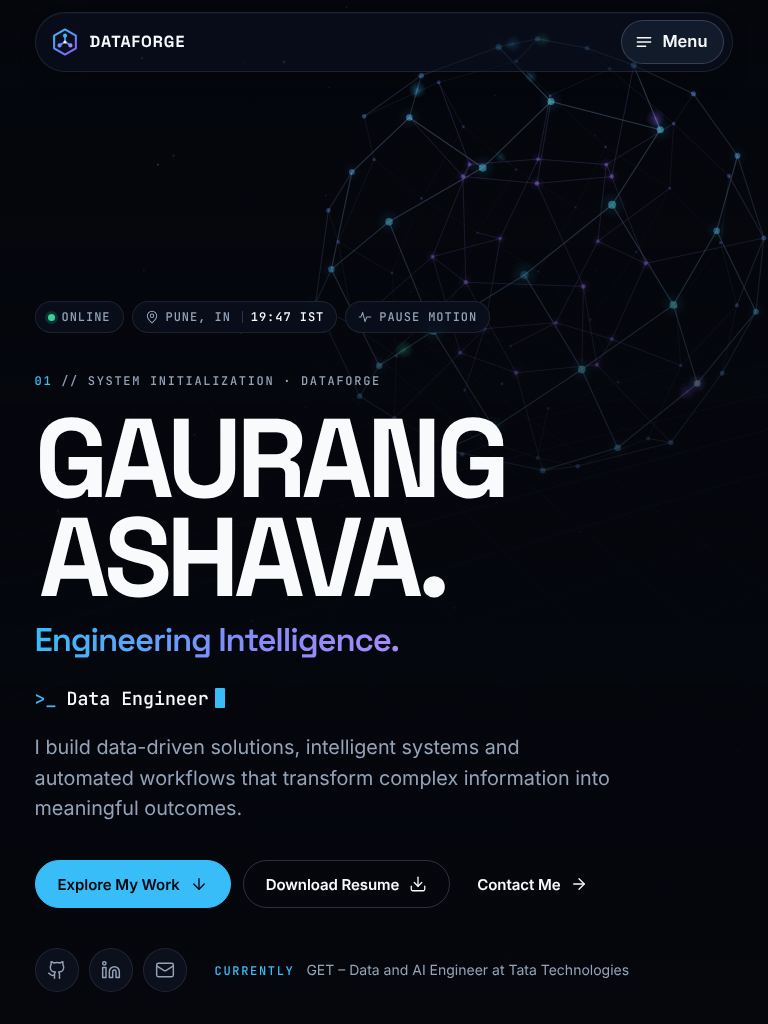 DATAFORGE
Menu
ONLINE
PUNE, IN | 19:47 IST
PAUSE MOTION
01 // SYSTEM INITIALIZATION · DATAFORGE
GAURANG
ASHAVA.
Engineering Intelligence.
>_ Data Engineer
I build data-driven solutions, intelligent systems and
automated workflows that transform complex information into
meaningful outcomes.
Explore My Work ↓
Download Resume
Contact Me →
CURRENTLY GET – Data and AI Engineer at Tata Technologies